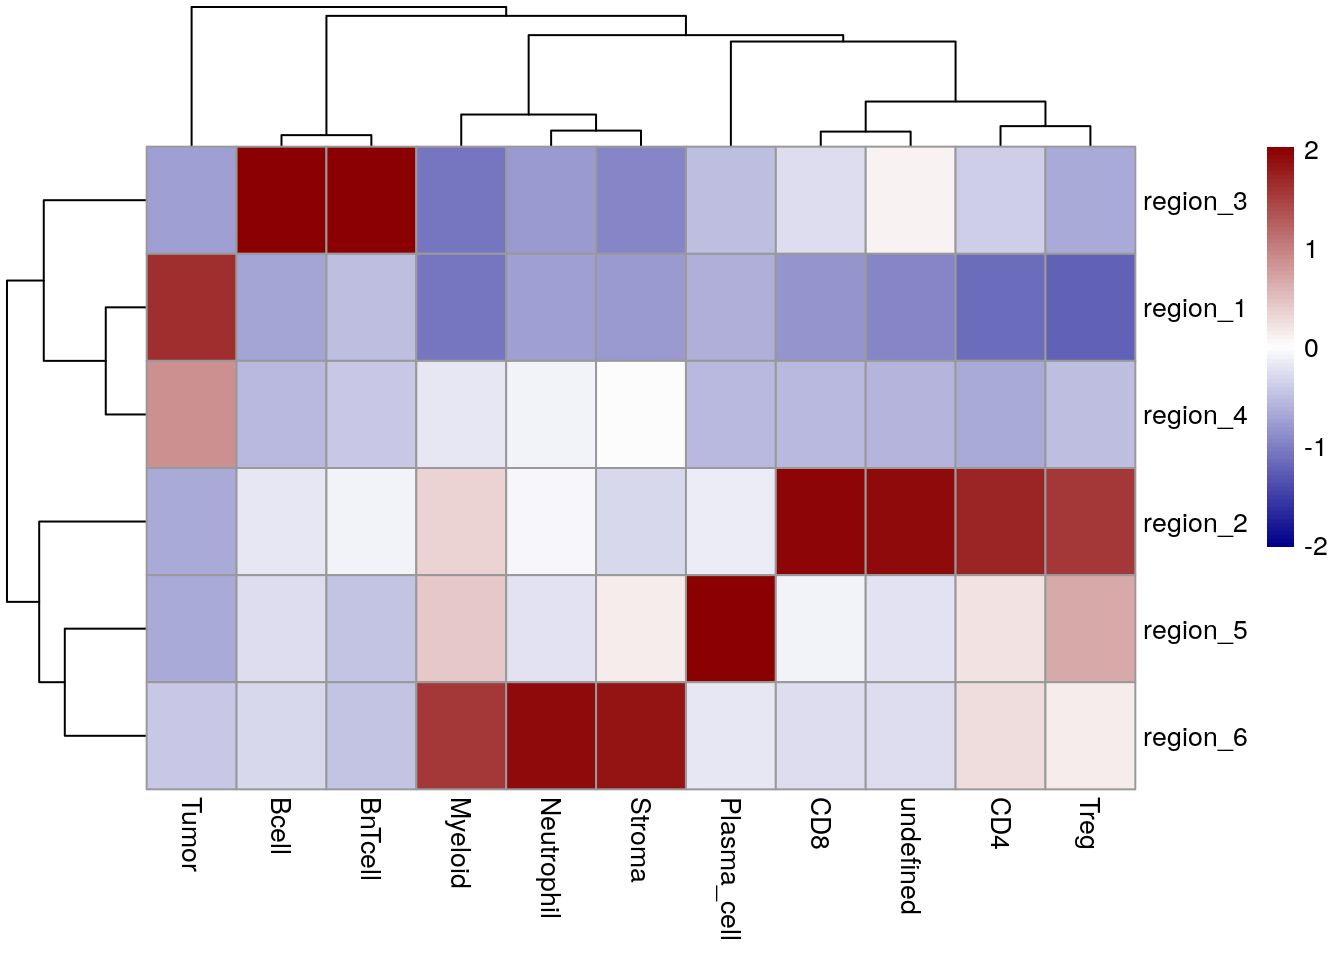 2
1
0
-1
-2
region_3
region_1
region_4
region_2
region_5
region_6
Tumor
Bcell
BnTcell
Myeloid
Neutrophil
Stroma
Plasma_cell
CD8
undefined
CD4
Treg